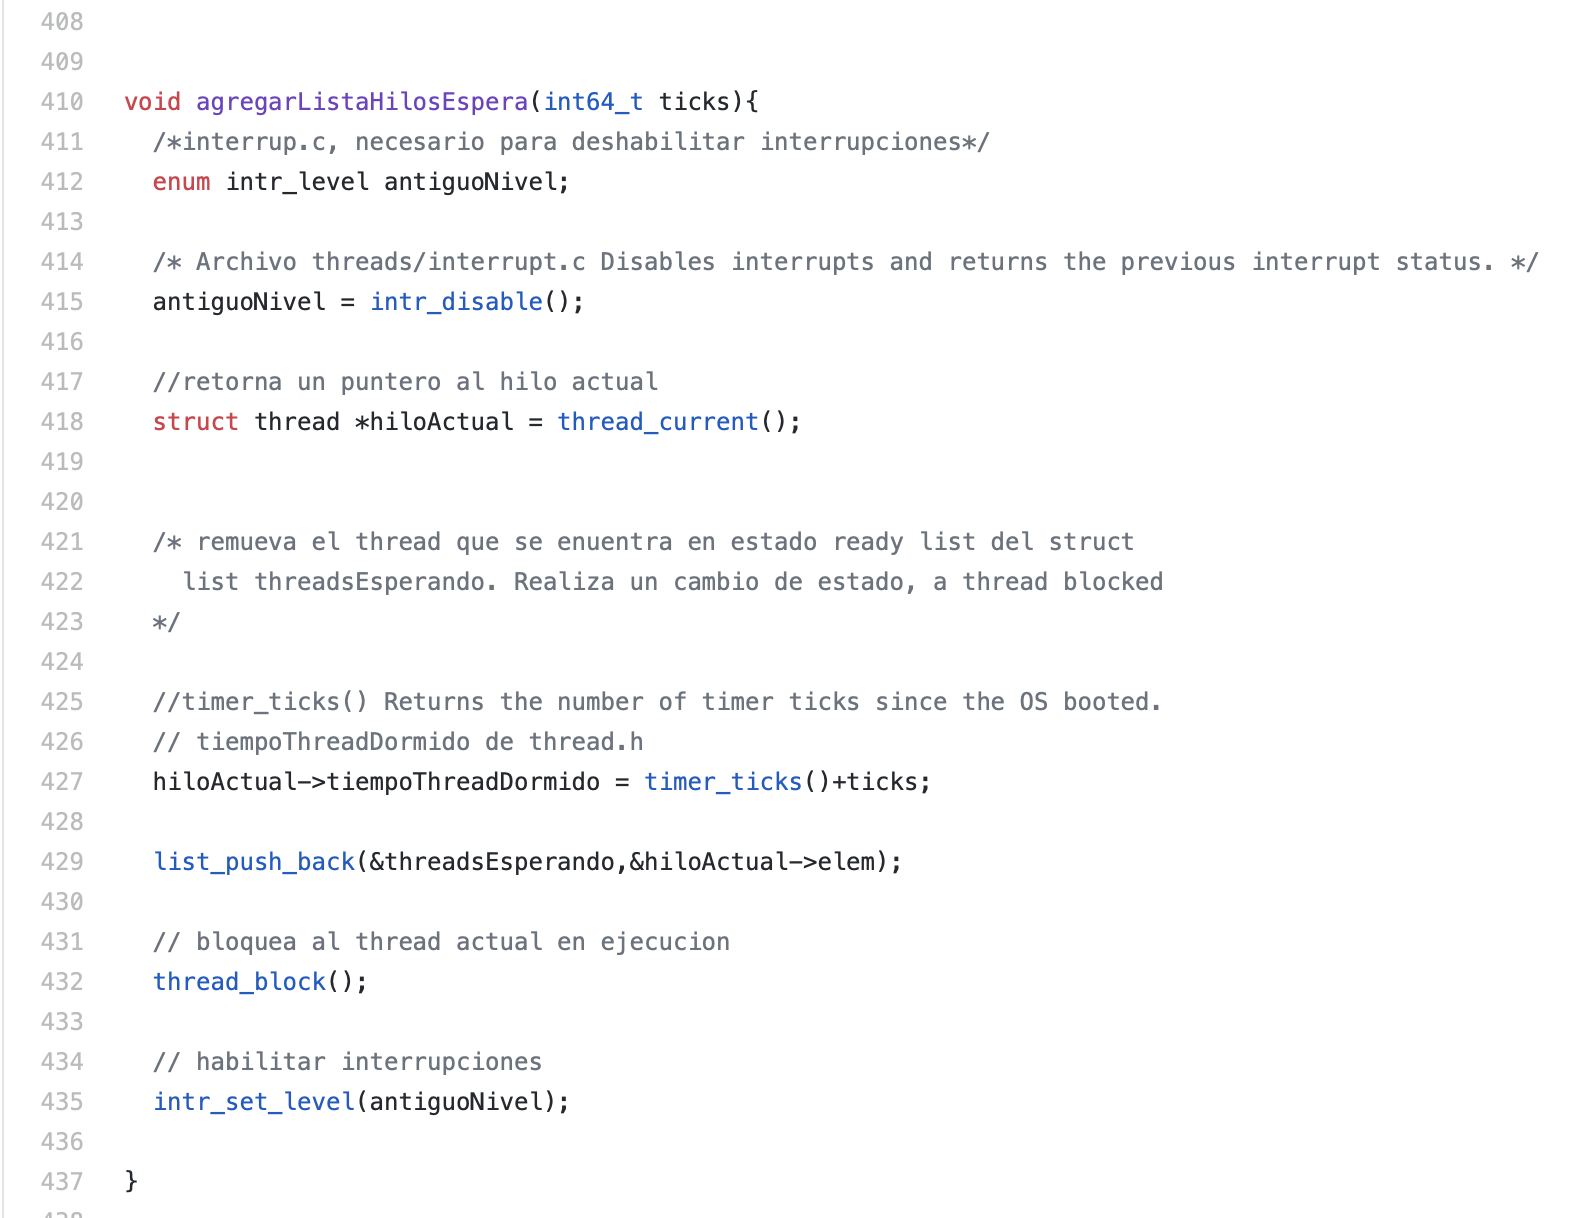 408
409
410 void agregarListaHilosEspera(int64_t ticks){
411 /*interrup.c, necesario para deshabilitar interrupciones*/
412 enum intr_level antiguoNivel;
413
414 /* Archivo threads/interrupt.c Disables interrupts and returns the previous interrupt status. */
415 antiguoNivel = intr_disable();
416
417 //retorna un puntero al hilo actual
418 struct thread *hiloActual = thread_current();
419
420
421 /* remueva el thread que se enuentra en estado ready list del struct
422 list threadsEsperando. Realiza un cambio de estado, a thread blocked
423 */
424
425 //timer_ticks() Returns the number of timer ticks since the OS booted.
426 // tiempoThreadDormido de thread.h
427 hiloActual->tiempoThreadDormido = timer_ticks()+ticks;
428
429 list_push_back(&threadsEsperando,&hiloActual->elem);
430
431 // bloquea al thread actual en ejecucion
432 thread_block();
433
434 // habilitar interrupciones
435 intr_set_level(antiguoNivel);
436
437 }